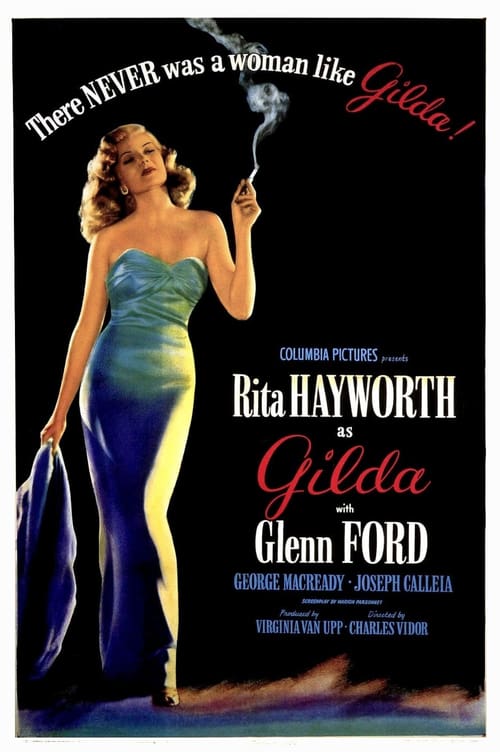 There NEVER was a woman like Gilda!
COLUMBIA PICTURES presents
Rita HAYWORTH
as
Gilda
with
Glenn FORD
GEORGE MACREADY · JOSEPH CALLEIA
SCREENPLAY BY MARION PARSONNET
Produced by Directed by
VIRGINIA VAN UPP · CHARLES VIDOR